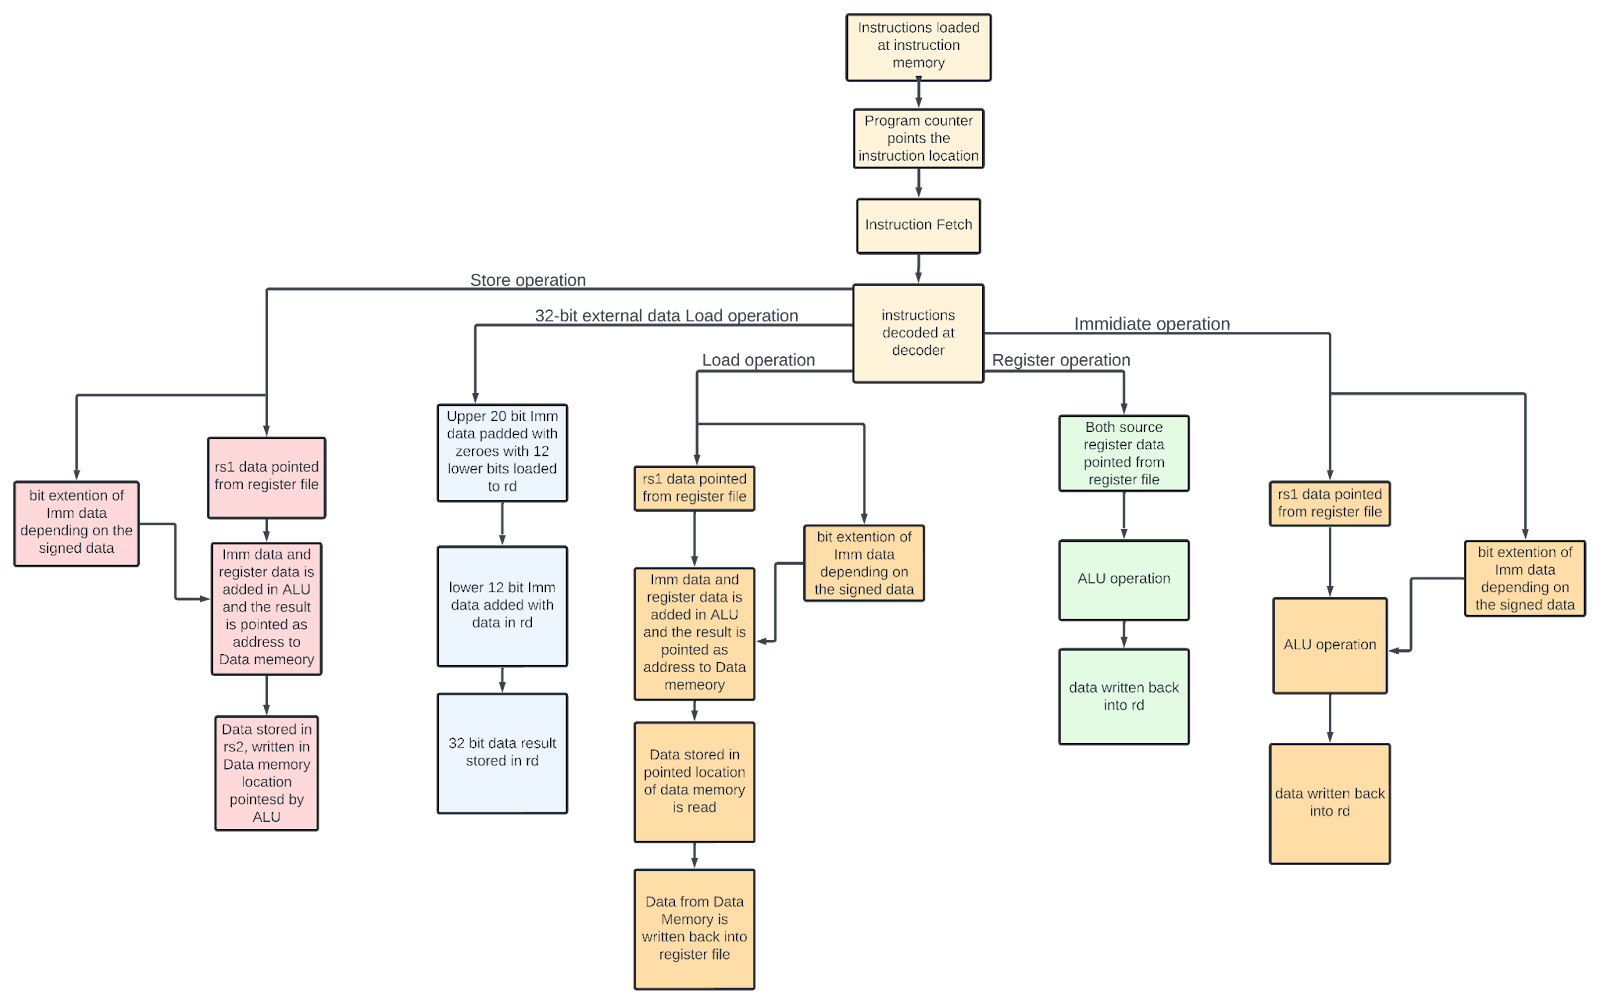 Instructions loaded
at instruction
memory
Program counter
points the
instruction location
Instruction Fetch
instructions
decoded at
decoder
Store operation
32-bit external data Load operation
Load operation
Register operation
Immidiate operation
bit extention of
Imm data
depending on the
signed data
rs1 data pointed
from register file
Imm data and
register data is
added in ALU
and the result
is pointed as
address to
Data memeory
Data stored in
rs2, written in
Data memory
location
pointesd by
ALU
Upper 20 bit Imm
data padded with
zeroes with 12
lower bits loaded
to rd
lower 12 bit Imm
data added with
data in rd
32 bit data result
stored in rd
rs1 data pointed
from register file
bit extention of
Imm data
depending on
the signed data
Imm data and
register data is
added in ALU
and the result is
pointed as
address to Data
memeory
Data stored in
pointed location
of data memory
is read
Data from Data
Memory is
written back into
register file
Both source
register data
pointed from
register file
ALU operation
data written back
into rd
rs1 data pointed
from register file
bit extention of
Imm data
depending on
the signed data
ALU operation
data written back
into rd